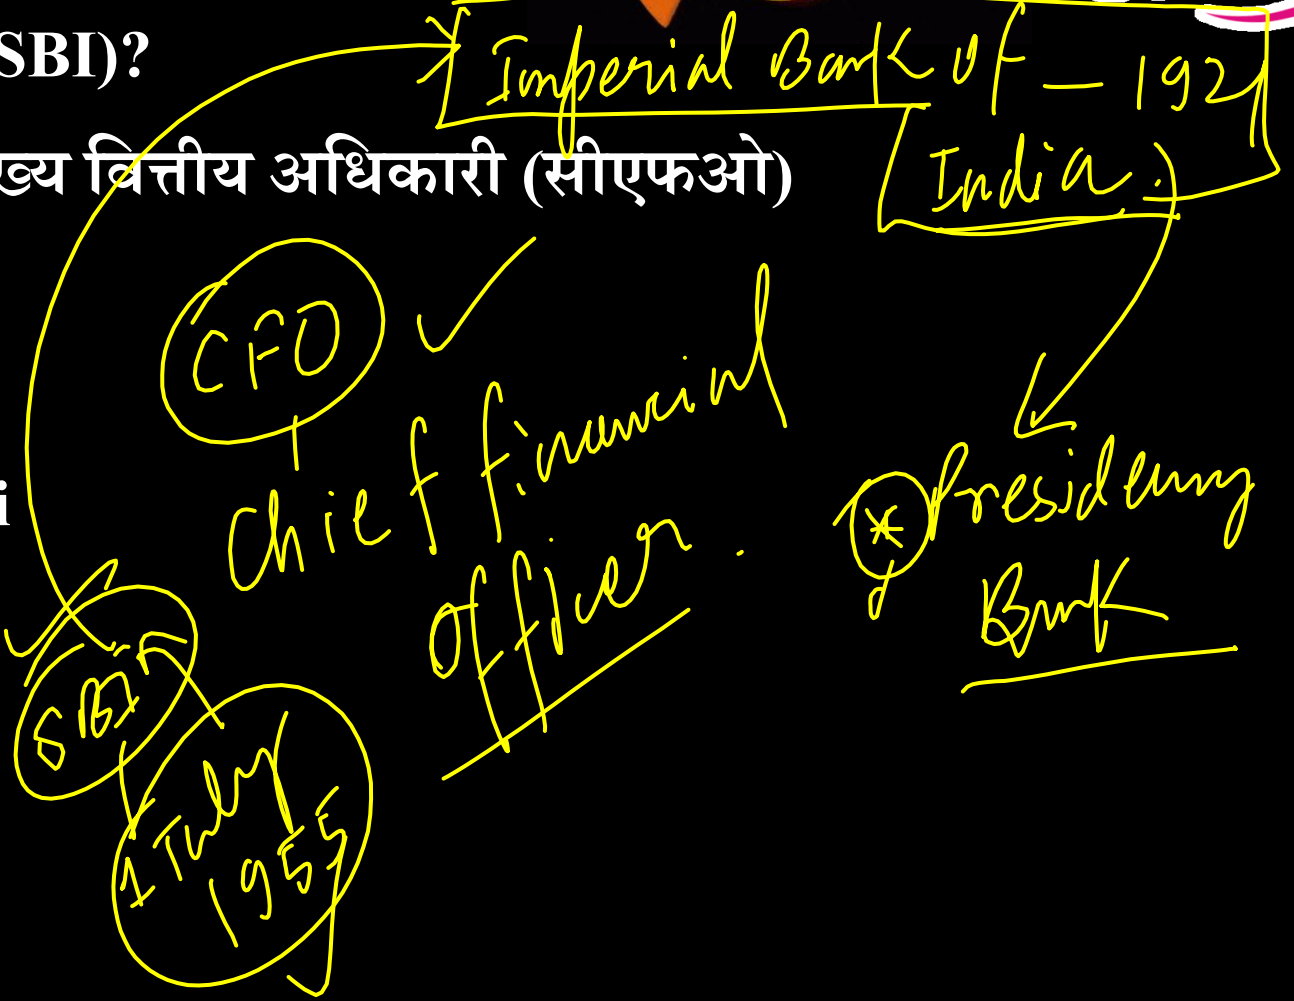 SBI)?
Imperial Bank of – 1921
India.
ख्य वित्तीय अधिकारी (सीएफओ)
CFO
Chief financial
officer.
* Presidency
Bank
i
SBI
1 July
1955